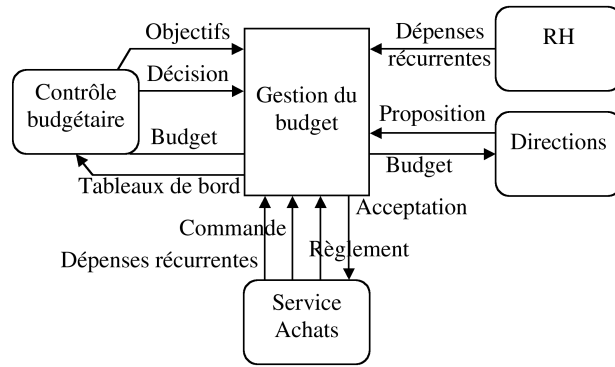 Objectifs
Dépenses
récurrentes
RH
Contrôle
budgétaire
Décision
Gestion du
budget
Proposition
Directions
Budget
Budget
Tableaux de bord
Acceptation
Commande
Règlement
Dépenses récurrentes
Service
Achats